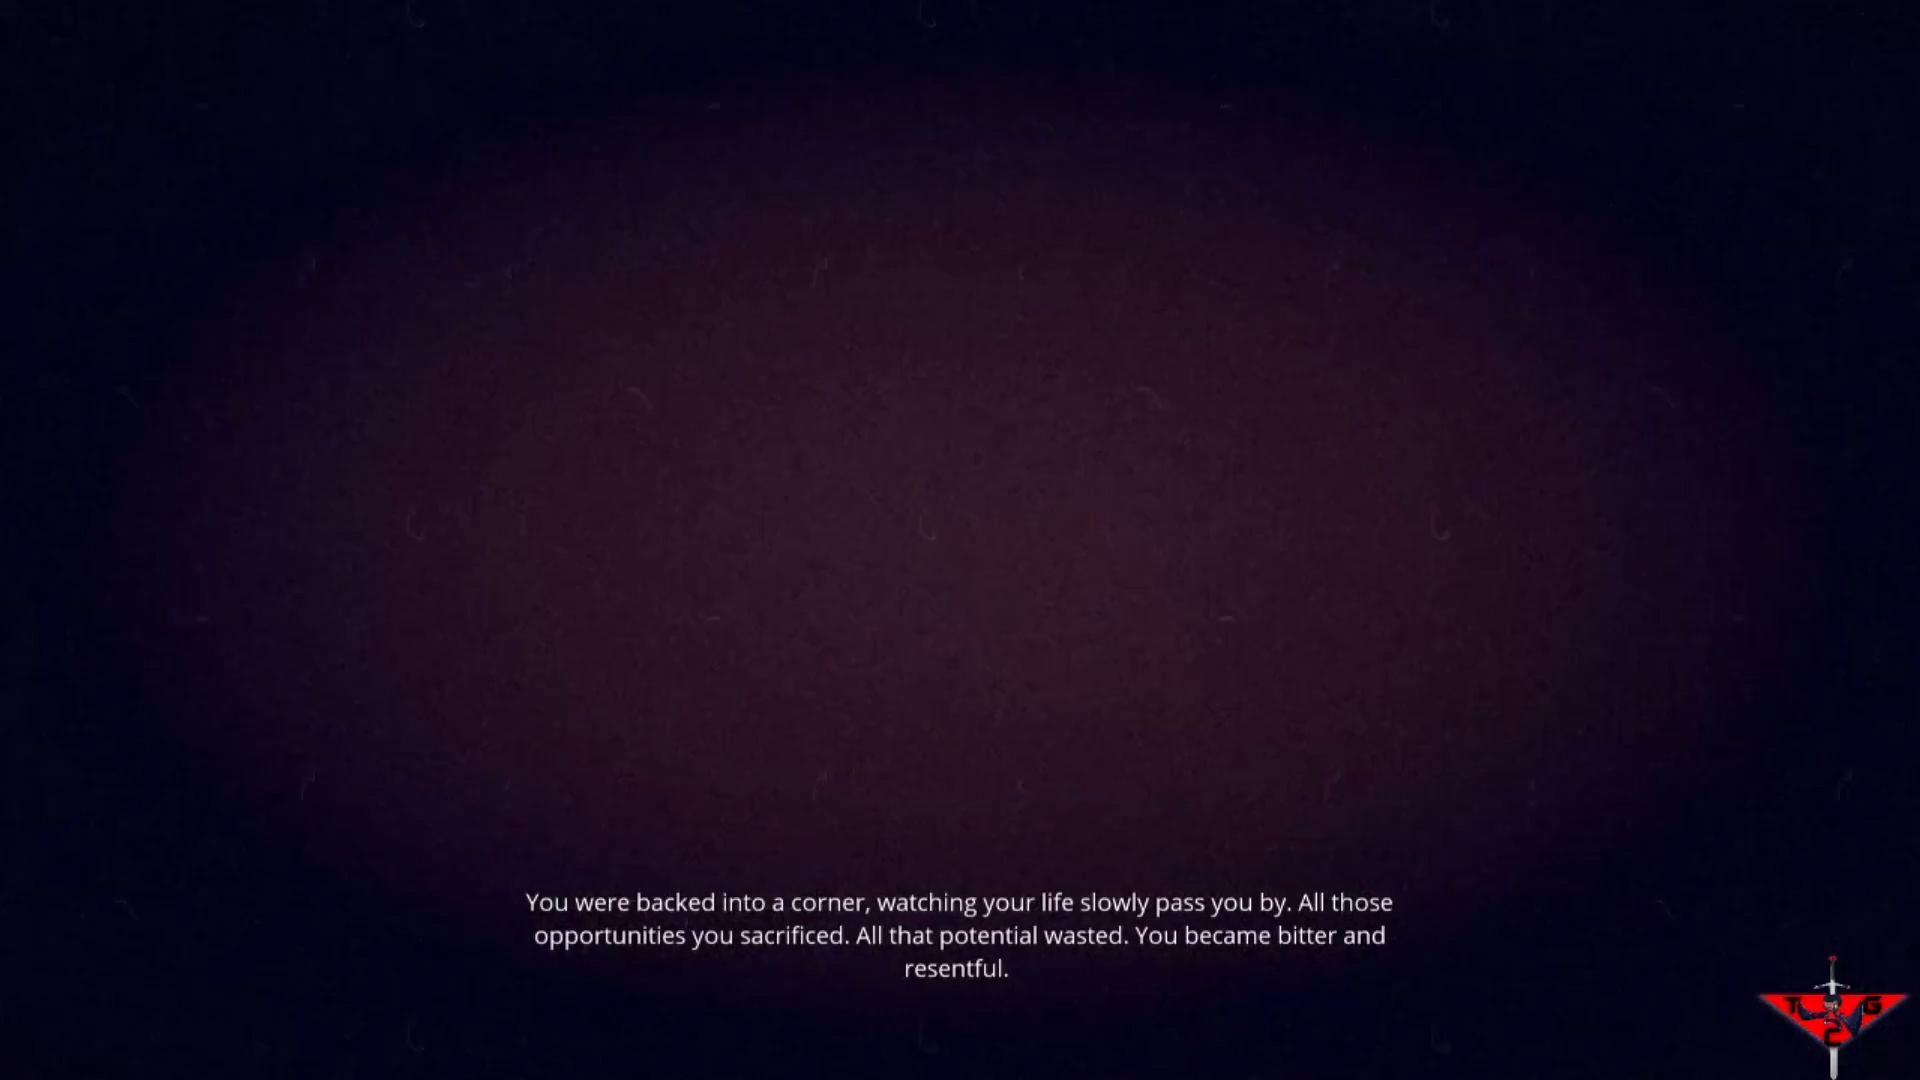 You were backed into a corner, watching your life slowly pass you by. All those
opportunities you sacrificed. All that potential wasted. You became bitter and
resentful.
T G
2